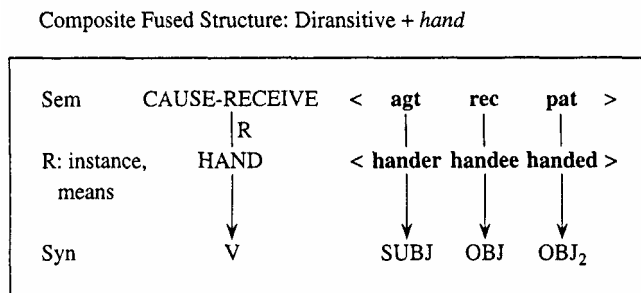 Composite Fused Structure: Diransitive + hand
Sem CAUSE-RECEIVE < agt rec pat >
R
R: instance, HAND < hander handee handed >
means
Syn V SUBJ OBJ OBJ₂